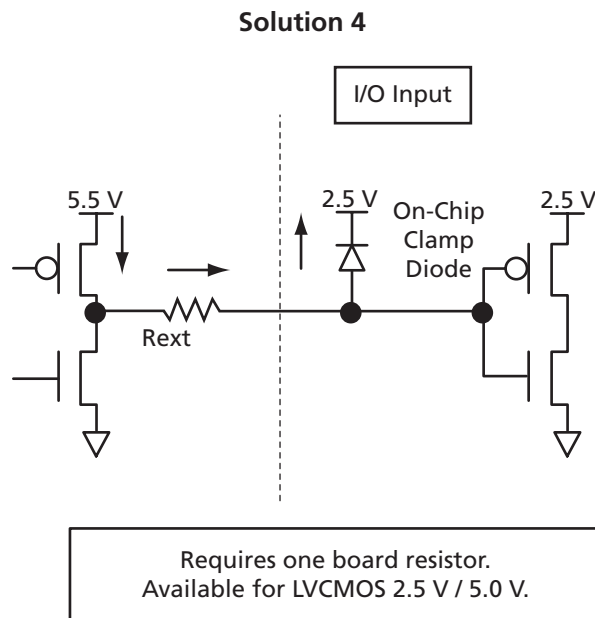 Solution 4
I/O Input
5.5 V
2.5 V
On-Chip
Clamp
Diode
2.5 V
Rext
Requires one board resistor.
Available for LVCMOS 2.5 V / 5.0 V.